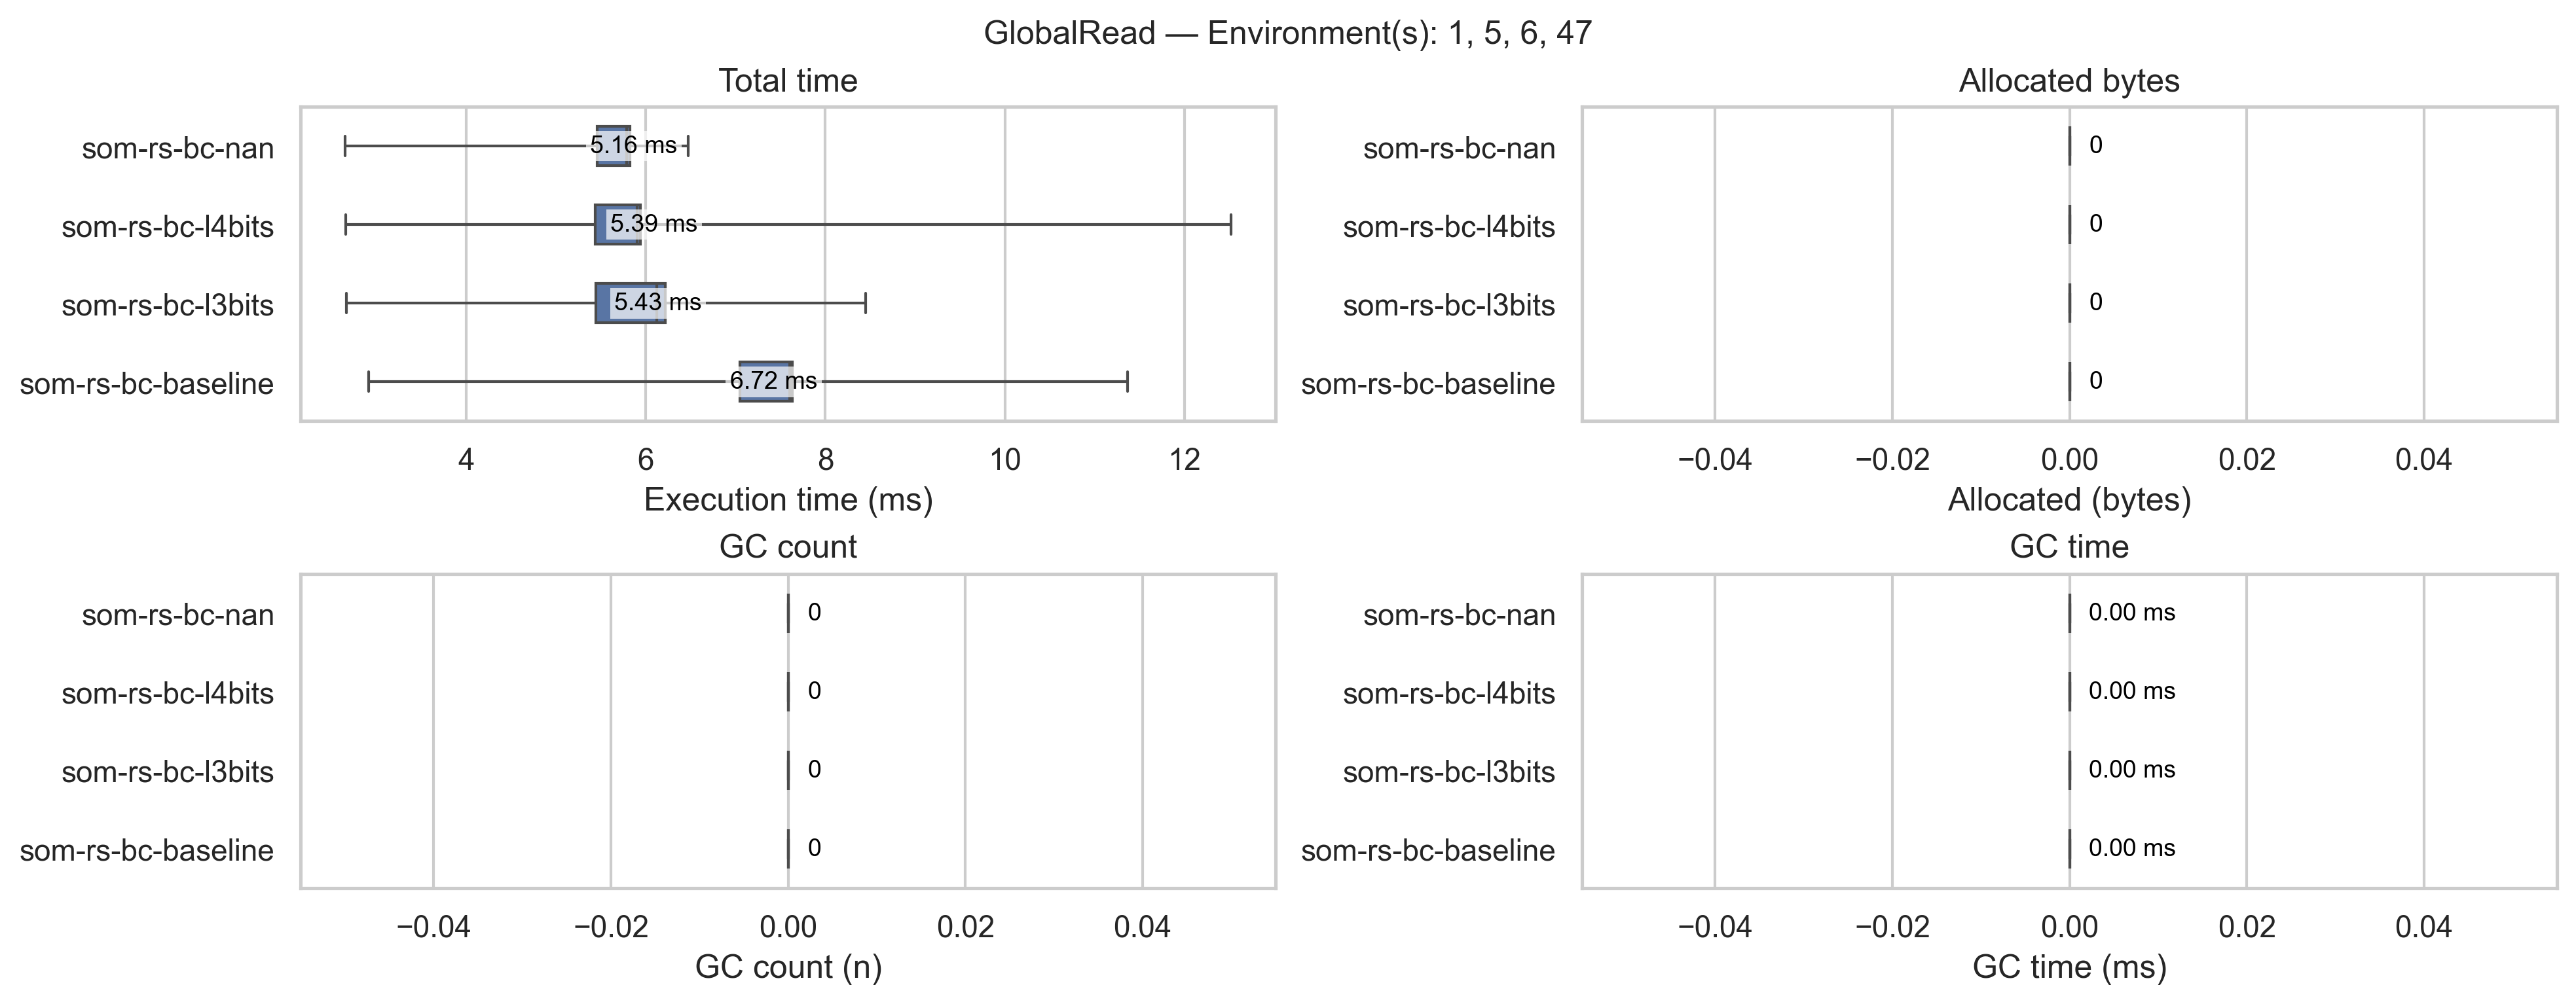 GlobalRead — Environment(s): 1, 5, 6, 47
Total time
som-rs-bc-nan
5.16 ms
som-rs-bc-l4bits
5.39 ms
som-rs-bc-l3bits
5.43 ms
som-rs-bc-baseline
6.72 ms
4 6 8 10 12
Execution time (ms)
Allocated bytes
som-rs-bc-nan
0
som-rs-bc-l4bits
0
som-rs-bc-l3bits
0
som-rs-bc-baseline
0
−0.04 −0.02 0.00 0.02 0.04
Allocated (bytes)
GC count
som-rs-bc-nan
0
som-rs-bc-l4bits
0
som-rs-bc-l3bits
0
som-rs-bc-baseline
0
−0.04 −0.02 0.00 0.02 0.04
GC count (n)
GC time
som-rs-bc-nan
0.00 ms
som-rs-bc-l4bits
0.00 ms
som-rs-bc-l3bits
0.00 ms
som-rs-bc-baseline
0.00 ms
−0.04 −0.02 0.00 0.02 0.04
GC time (ms)